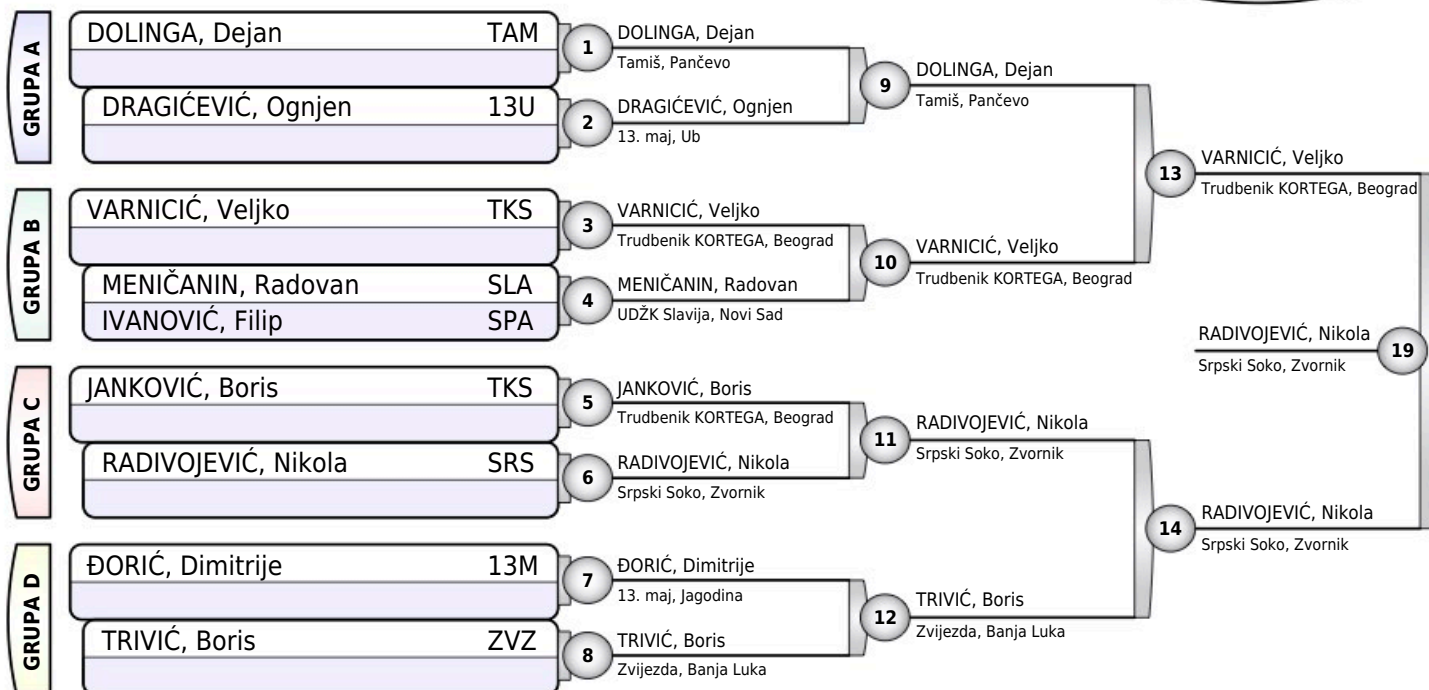 GRUPA A
DOLINGA, Dejan TAM
DRAGIĆEVIĆ, Ognjen 13U
1
DOLINGA, Dejan
Tamiš, Pančevo
2
DRAGIĆEVIĆ, Ognjen
13. maj, Ub
9
DOLINGA, Dejan
Tamiš, Pančevo
GRUPA B
VARNICIĆ, Veljko TKS
MENIČANIN, Radovan SLA
IVANOVIĆ, Filip SPA
3
VARNICIĆ, Veljko
Trudbenik KORTEGA, Beograd
4
MENIČANIN, Radovan
UDŽK Slavija, Novi Sad
10
VARNICIĆ, Veljko
Trudbenik KORTEGA, Beograd
13
VARNICIĆ, Veljko
Trudbenik KORTEGA, Beograd
GRUPA C
JANKOVIĆ, Boris TKS
RADIVOJEVIĆ, Nikola SRS
5
JANKOVIĆ, Boris
Trudbenik KORTEGA, Beograd
6
RADIVOJEVIĆ, Nikola
Srpski Soko, Zvornik
11
RADIVOJEVIĆ, Nikola
Srpski Soko, Zvornik
GRUPA D
ĐORIĆ, Dimitrije 13M
TRIVIĆ, Boris ZVZ
7
ĐORIĆ, Dimitrije
13. maj, Jagodina
8
TRIVIĆ, Boris
Zvijezda, Banja Luka
12
TRIVIĆ, Boris
Zvijezda, Banja Luka
14
RADIVOJEVIĆ, Nikola
Srpski Soko, Zvornik
RADIVOJEVIĆ, Nikola
Srpski Soko, Zvornik
19